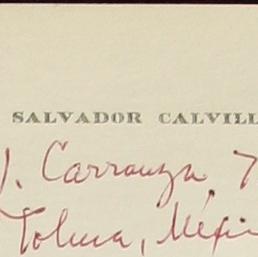 SALVADOR CALVILL
J. Carranza 7
Toluca, Méxi